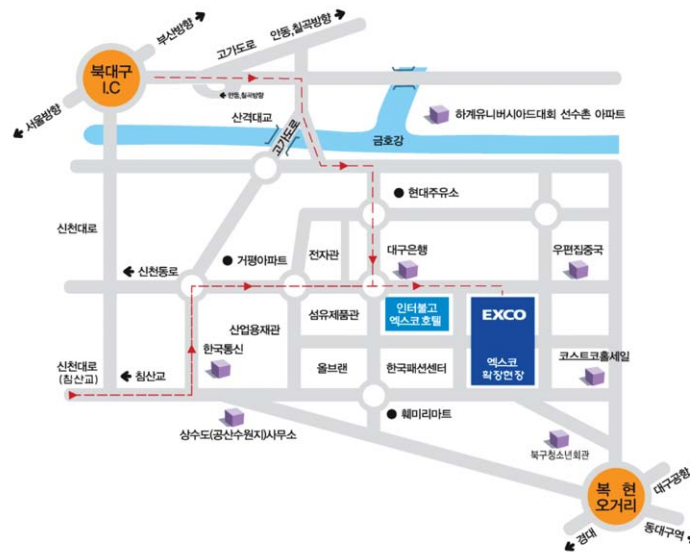 부산방향
고가도로
안동,칠곡방향
북대구
I.C
안동,칠곡방향
서울방향
산격대교
고가도로
하계유니버시아드대회 선수촌 아파트
금호강
현대주유소
신천대로
전자관
대구은행
우편집중국
거평아파트
신천동로
인터불고
엑스코호텔
EXCO
섬유제품관
산업용재관
한국통신
엑스코
확장현장
코스트코홀세일
신천대로
(침산교)
침산교
올브랜
한국패션센터
훼미리마트
상수도(공산수원지)사무소
북구청소년회관
복 현
오거리
대구공항
동대구역
경대